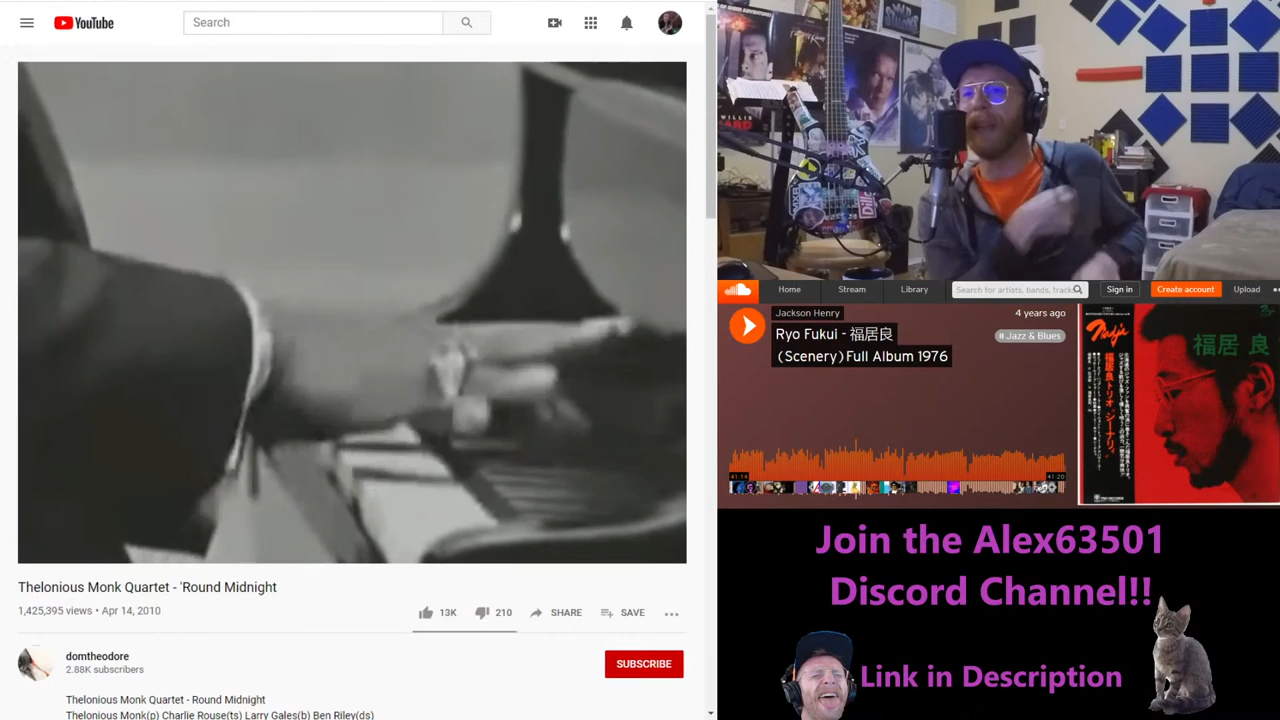 YouTube
Search
Thelonious Monk Quartet - 'Round Midnight
1,425,395 views • Apr 14, 2010
13K
210
SHARE
SAVE
domtheodore
2.88K subscribers
SUBSCRIBE
Thelonious Monk Quartet - Round Midnight
Thelonious Monk(p) Charlie Rouse(ts) Larry Gales(b) Ben Riley(ds)
Home
Stream
Library
Search for artists, bands, tracks
Sign in
Create account
Upload
Jackson Henry
4 years ago
Ryo Fukui - 福居良
(Scenery)Full Album 1976
# Jazz & Blues
41:14
41:20
福居 良
Join the Alex63501
Discord Channel!!
Link in Description